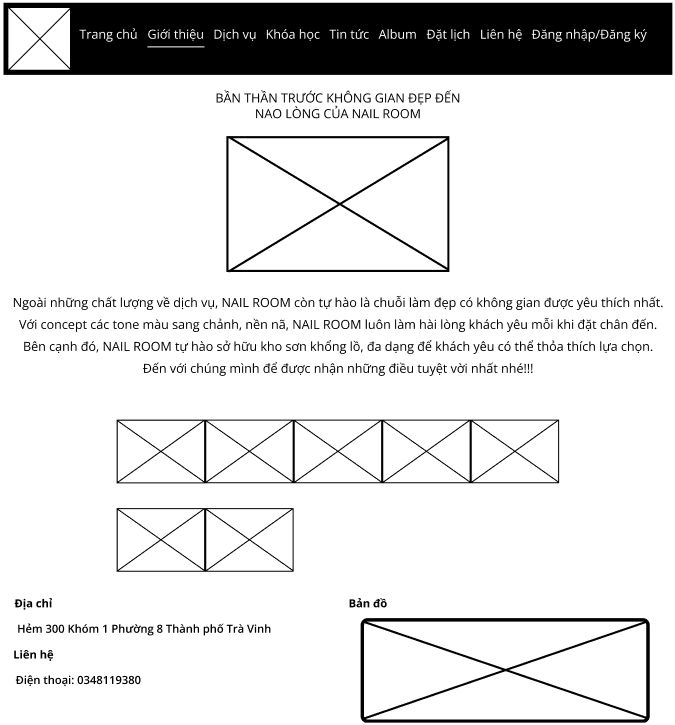 Trang chủ Giới thiệu Dịch vụ Khóa học Tin tức Album Đặt lịch Liên hệ Đăng nhập/Đăng ký
BẦN THẦN TRƯỚC KHÔNG GIAN ĐẸP ĐẾN
NAO LÒNG CỦA NAIL ROOM
Ngoài những chất lượng về dịch vụ, NAIL ROOM còn tự hào là chuỗi làm đẹp có không gian được yêu thích nhất.
Với concept các tone màu sang chảnh, nền nã, NAIL ROOM luôn làm hài lòng khách yêu mỗi khi đặt chân đến.
Bên cạnh đó, NAIL ROOM tự hào sở hữu kho sơn khổng lồ, đa dạng để khách yêu có thể thỏa thích lựa chọn.
Đến với chúng mình để được nhận những điều tuyệt vời nhất nhé!!!
Địa chỉ
Hẻm 300 Khóm 1 Phường 8 Thành phố Trà Vinh
Liên hệ
Điện thoại: 0348119380
Bản đồ